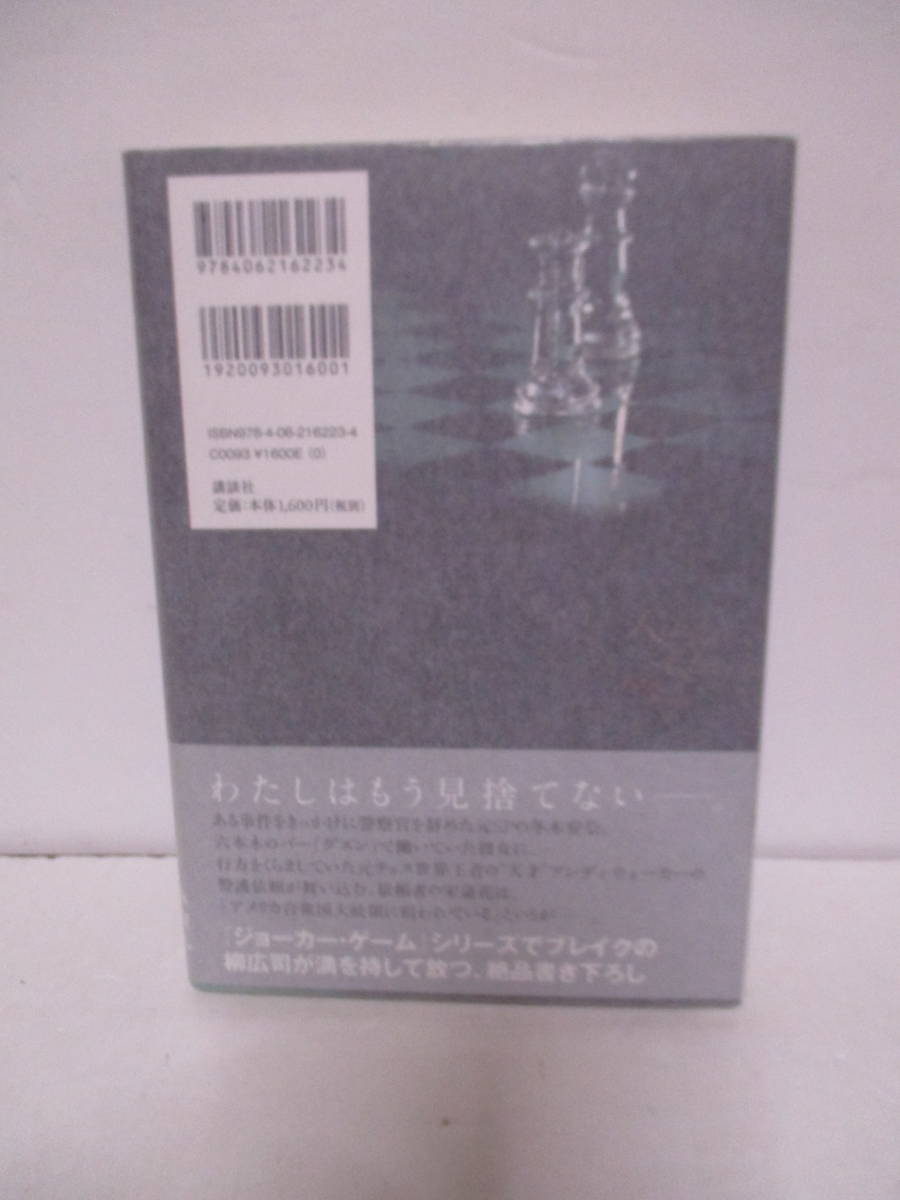 9784062162234
1920093016001
ISBN978-4-06-216223-4
C0093 ¥1600E (0)
講談社
定価:本体1,600円(税別)
わたしはもう見捨てない――。
ある事件をきっかけに警察官を辞めた元SPの冬木安奈。
六本木のバー「ダズン」で働いていた彼女に、
行方をくらましていた元チェス世界王者の"天才"アンディ・ウォーカーの
警護依頼が舞い込む。依頼者の宋蓮花は、
「アメリカ合衆国大統領に狙われている」というが
「ジョーカー・ゲーム」シリーズでブレイクの
柳広司が満を持して放つ、絶品書き下ろし